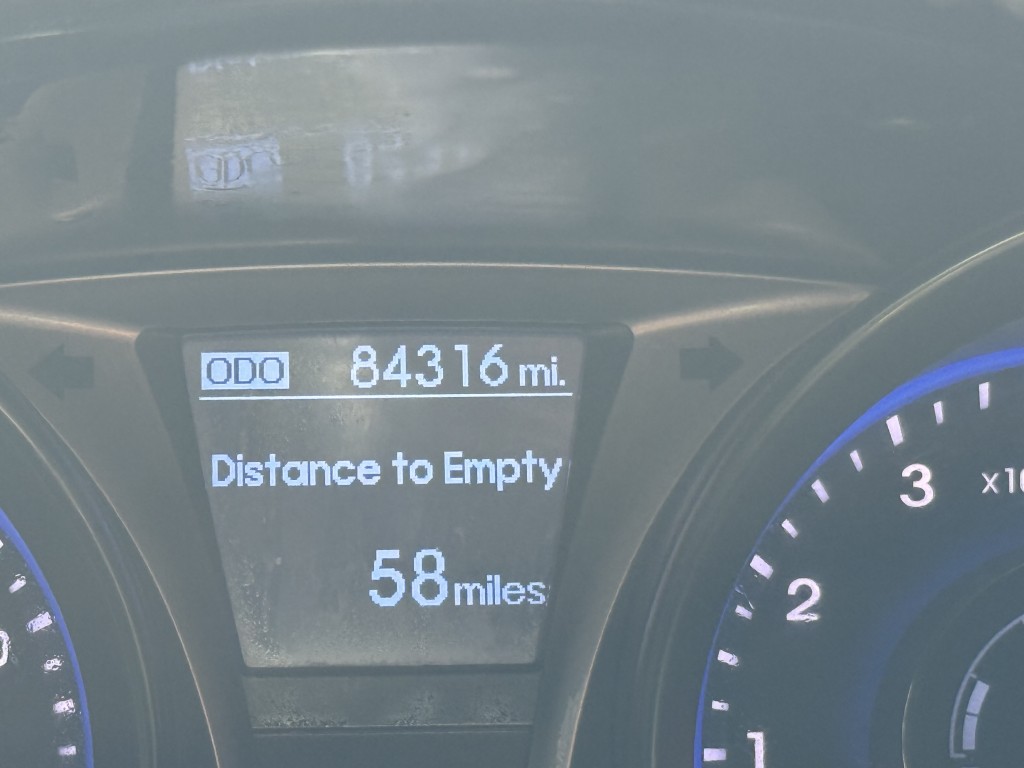 ODO 84316 mi.
Distance to Empty
58 miles
3
2
1